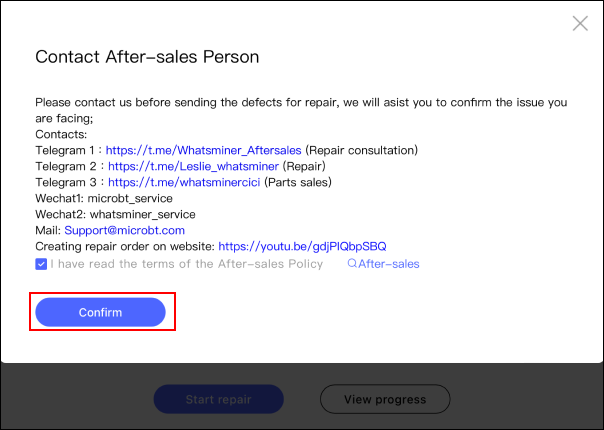 Contact After-sales Person
Please contact us before sending the defects for repair, we will asist you to confirm the issue you
are facing;
Contacts:
Telegram 1：https://t.me/Whatsminer_Aftersales (Repair consultation)
Telegram 2：https://t.me/Leslie_whatsminer (Repair)
Telegram 3：https://t.me/whatsminercici (Parts sales)
Wechat1: microbt_service
Wechat2: whatsminer_service
Mail: Support@microbt.com
Creating repair order on website: https://youtu.be/gdjPIQbpSBQ
I have read the terms of the After-sales Policy After-sales
Confirm
Start repair View progress